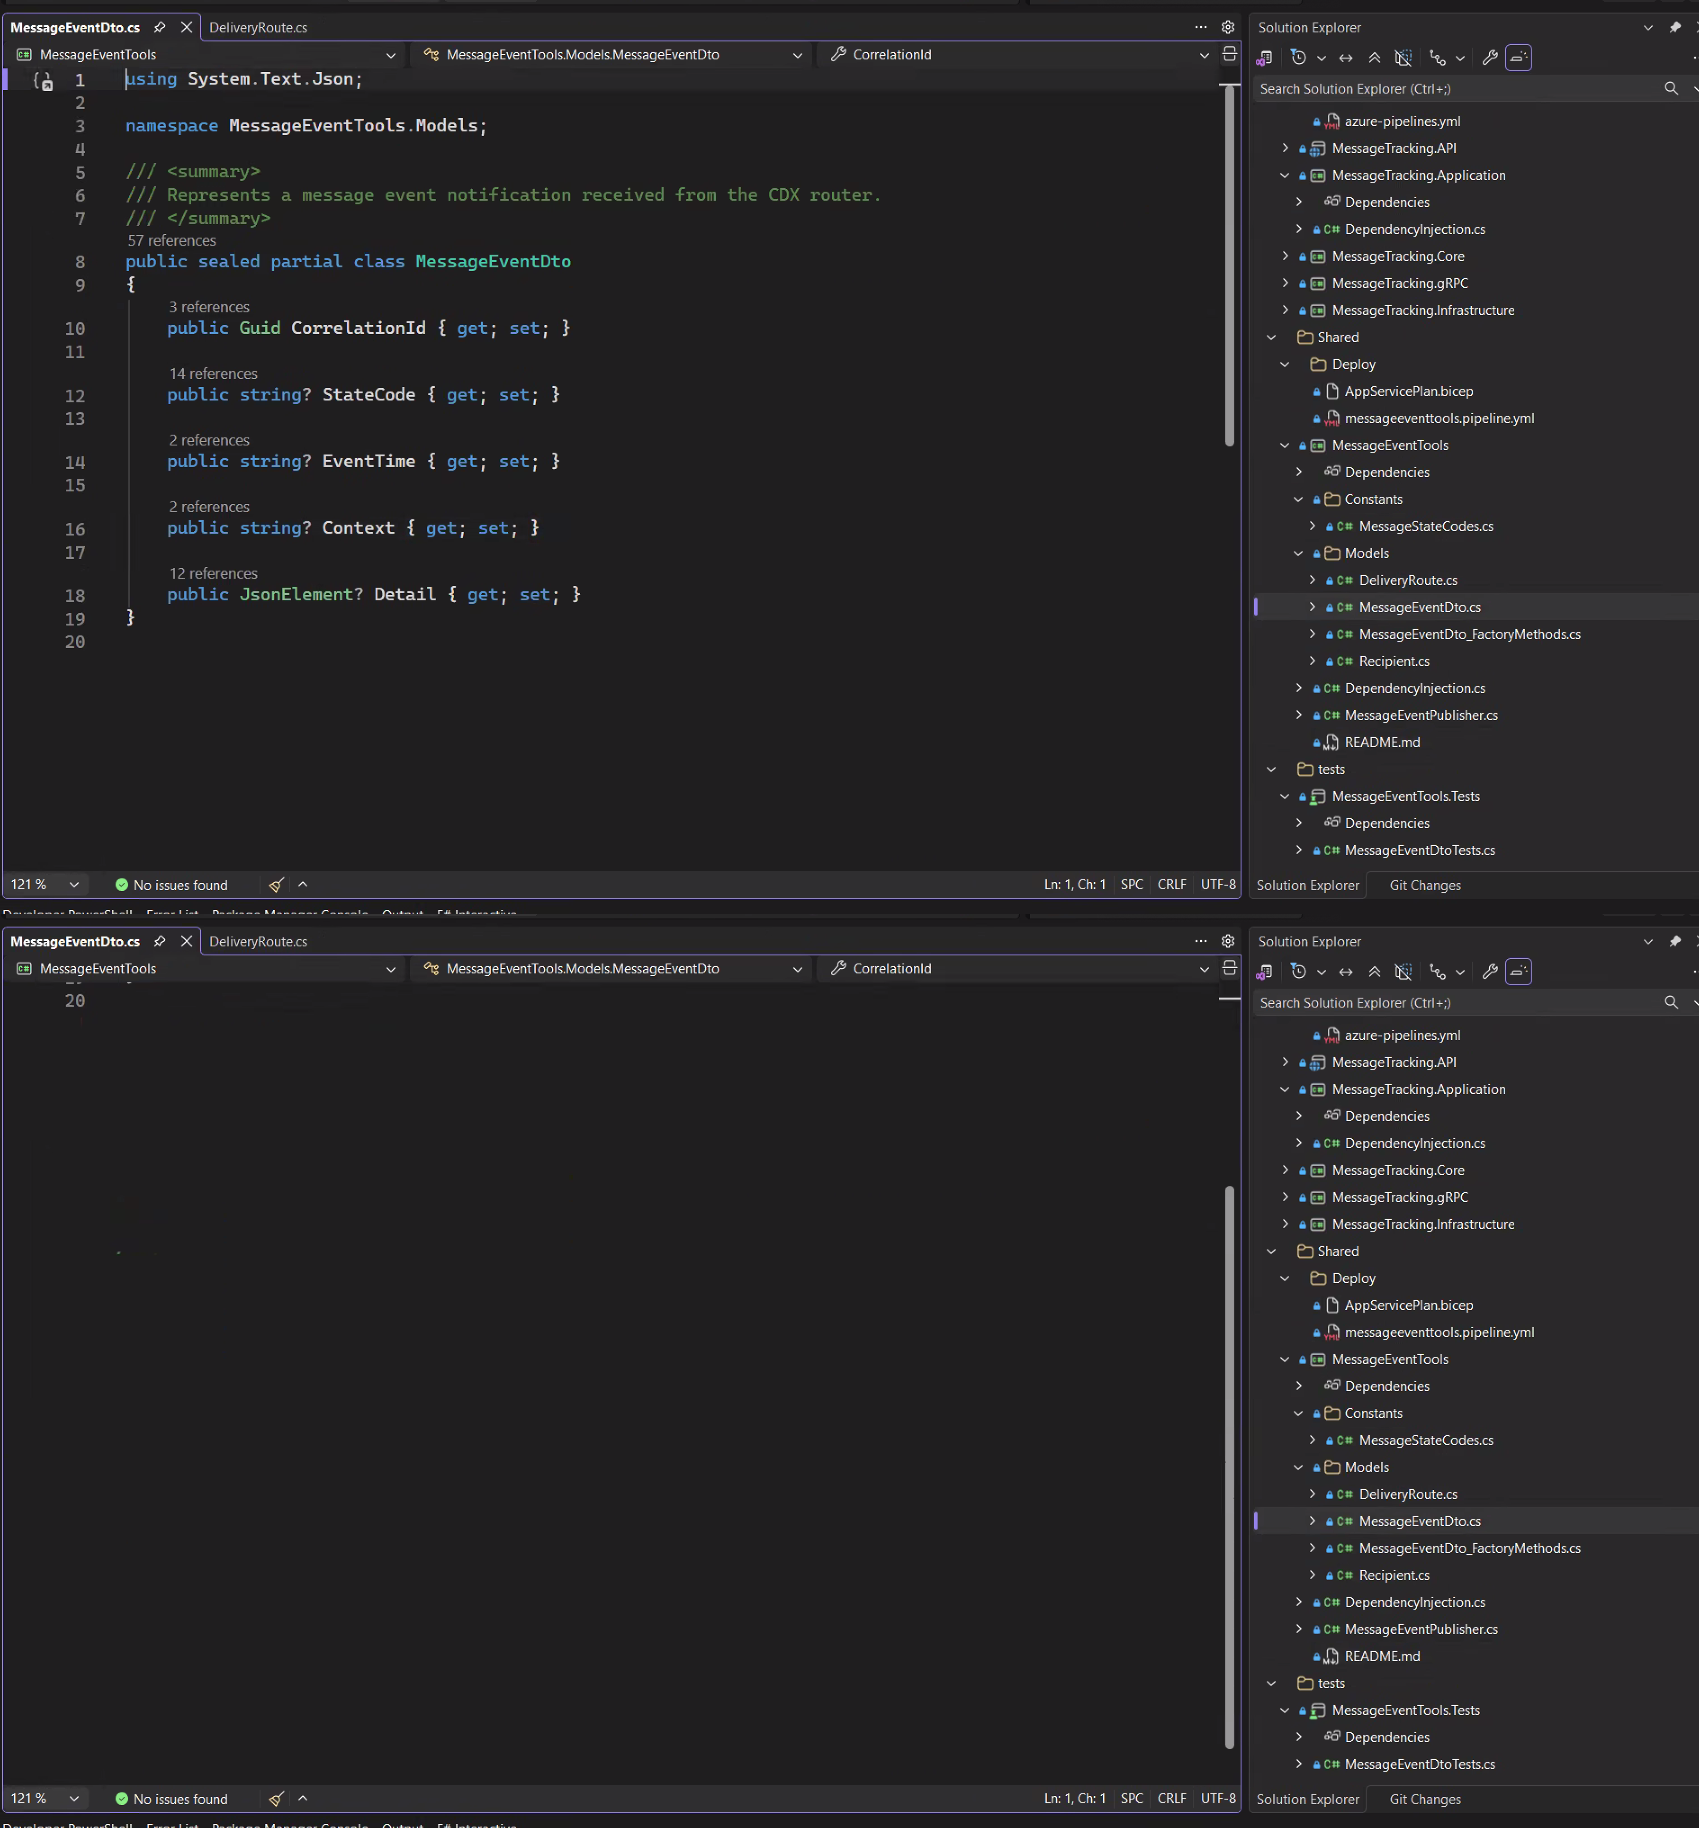 MessageEventDto.cs DeliveryRoute.cs
MessageEventTools MessageEventTools.Models.MessageEventDto CorrelationId
1 using System.Text.Json;
2
3 namespace MessageEventTools.Models;
4
5 /// <summary>
6 /// Represents a message event notification received from the CDX router.
7 /// </summary>
57 references
8 public sealed partial class MessageEventDto
9 {
3 references
10 public Guid CorrelationId { get; set; }
11
14 references
12 public string? StateCode { get; set; }
13
2 references
14 public string? EventTime { get; set; }
15
2 references
16 public string? Context { get; set; }
17
12 references
18 public JsonElement? Detail { get; set; }
19 }
20
121 % No issues found Ln: 1, Ch: 1 SPC CRLF UTF-8
Solution Explorer
Search Solution Explorer (Ctrl+;)
azure-pipelines.yml
MessageTracking.API
MessageTracking.Application
Dependencies
C# DependencyInjection.cs
MessageTracking.Core
MessageTracking.gRPC
MessageTracking.Infrastructure
Shared
Deploy
AppServicePlan.bicep
messageeventtools.pipeline.yml
MessageEventTools
Dependencies
Constants
C# MessageStateCodes.cs
Models
C# DeliveryRoute.cs
C# MessageEventDto.cs
C# MessageEventDto_FactoryMethods.cs
C# Recipient.cs
C# DependencyInjection.cs
C# MessageEventPublisher.cs
README.md
tests
MessageEventTools.Tests
Dependencies
C# MessageEventDtoTests.cs
Solution Explorer Git Changes
Developer PowerShell Error List Package Manager Console Output F# Interactive
MessageEventDto.cs DeliveryRoute.cs
MessageEventTools MessageEventTools.Models.MessageEventDto CorrelationId
20
121 % No issues found Ln: 1, Ch: 1 SPC CRLF UTF-8
Solution Explorer
Search Solution Explorer (Ctrl+;)
azure-pipelines.yml
MessageTracking.API
MessageTracking.Application
Dependencies
C# DependencyInjection.cs
MessageTracking.Core
MessageTracking.gRPC
MessageTracking.Infrastructure
Shared
Deploy
AppServicePlan.bicep
messageeventtools.pipeline.yml
MessageEventTools
Dependencies
Constants
C# MessageStateCodes.cs
Models
C# DeliveryRoute.cs
C# MessageEventDto.cs
C# MessageEventDto_FactoryMethods.cs
C# Recipient.cs
C# DependencyInjection.cs
C# MessageEventPublisher.cs
README.md
tests
MessageEventTools.Tests
Dependencies
C# MessageEventDtoTests.cs
Solution Explorer Git Changes